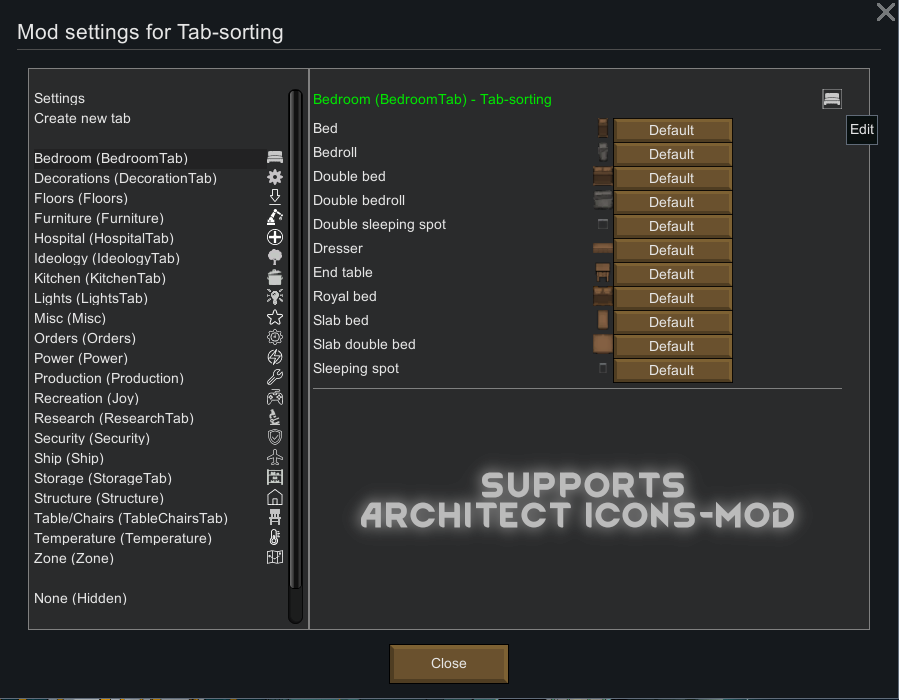 Mod settings for Tab-sorting
Settings
Create new tab
Bedroom (BedroomTab)
Decorations (DecorationTab)
Floors (Floors)
Furniture (Furniture)
Hospital (HospitalTab)
Ideology (IdeologyTab)
Kitchen (KitchenTab)
Lights (LightsTab)
Misc (Misc)
Orders (Orders)
Power (Power)
Production (Production)
Recreation (Joy)
Research (ResearchTab)
Security (Security)
Ship (Ship)
Storage (StorageTab)
Structure (Structure)
Table/Chairs (TableChairsTab)
Temperature (Temperature)
Zone (Zone)
None (Hidden)
Bedroom (BedroomTab) - Tab-sorting
Edit
Bed Default
Bedroll Default
Double bed Default
Double bedroll Default
Double sleeping spot Default
Dresser Default
End table Default
Royal bed Default
Slab bed Default
Slab double bed Default
Sleeping spot Default
SUPPORTS
ARCHITECT ICONS-MOD
Close